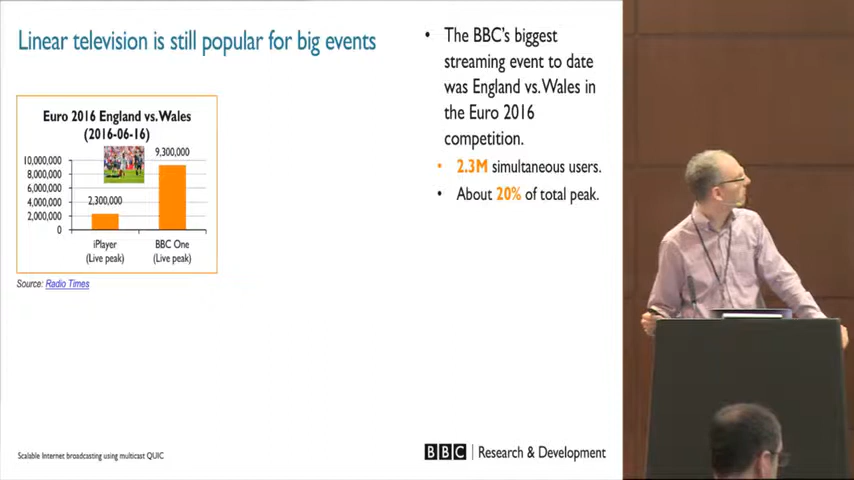 Linear television is still popular for big events
Euro 2016 England vs. Wales
(2016-06-16)
10,000,000
8,000,000
6,000,000
4,000,000
2,000,000
0
2,300,000
9,300,000
iPlayer
(Live peak)
BBC One
(Live peak)
Source: Radio Times
• The BBC's biggest
streaming event to date
was England vs. Wales in
the Euro 2016
competition.
• 2.3M simultaneous users.
• About 20% of total peak.
Scalable Internet broadcasting using multicast QUIC
BBC | Research & Development